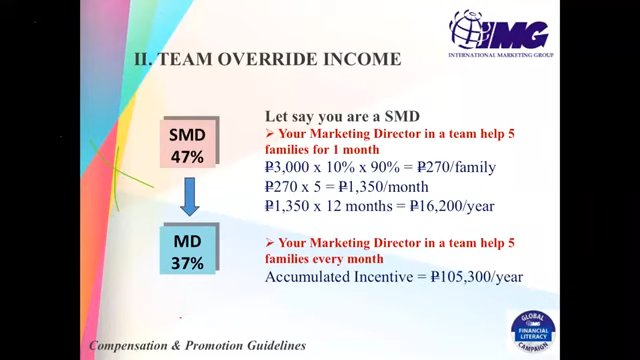 IMG
INTERNATIONAL MARKETING GROUP
II. TEAM OVERRIDE INCOME
SMD
47%
MD
37%
Let say you are a SMD
➢ Your Marketing Director in a team help 5
families for 1 month
₱3,000 x 10% x 90% = ₱270/family
₱270 x 5 = ₱1,350/month
₱1,350 x 12 months = ₱16,200/year
➢ Your Marketing Director in a team help 5
families every month
Accumulated Incentive = ₱105,300/year
Compensation & Promotion Guidelines
GLOBAL
FINANCIAL
LITERACY
CAMPAIGN